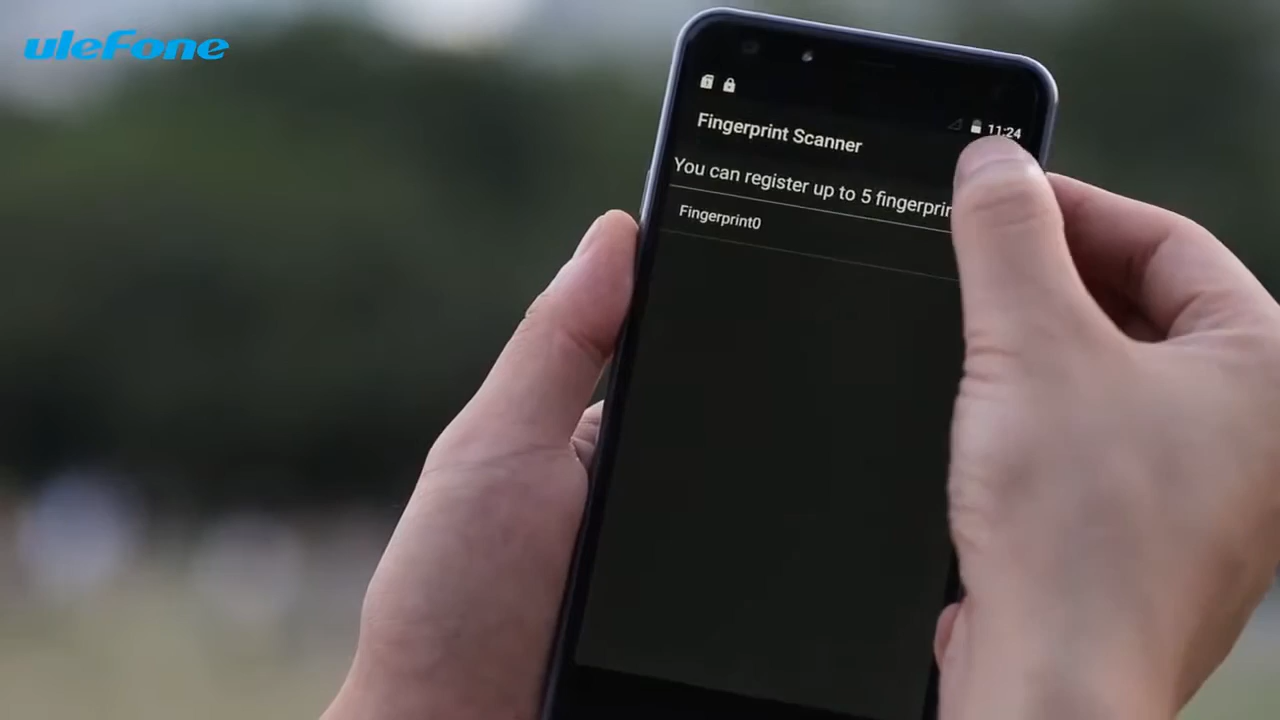 ulefone
11:24
Fingerprint Scanner
You can register up to 5 fingerprin
Fingerprint0